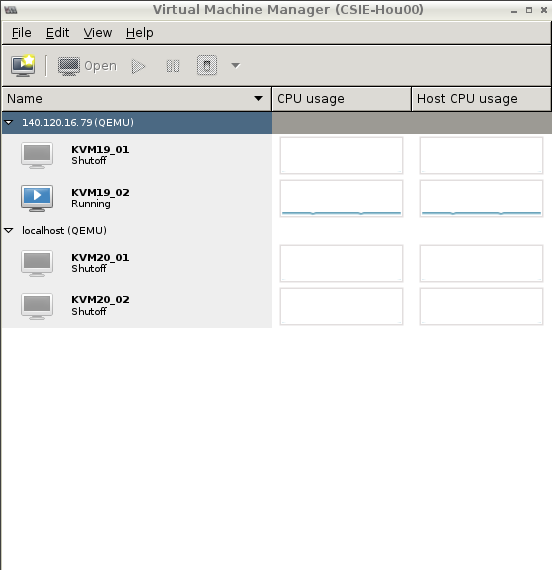 Virtual Machine Manager (CSIE-Hou00)
File Edit View Help
Open
Name CPU usage Host CPU usage
140.120.16.79 (QEMU)
KVM19_01
Shutoff
KVM19_02
Running
localhost (QEMU)
KVM20_01
Shutoff
KVM20_02
Shutoff